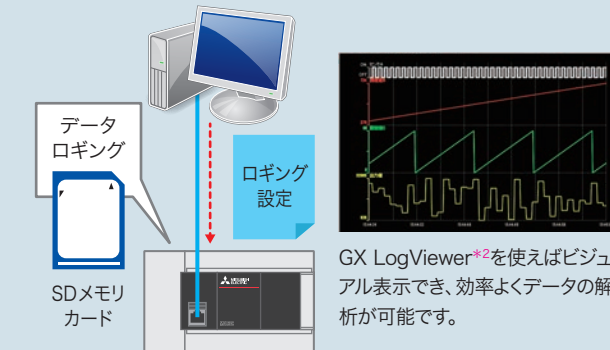 データ
ロギング
SDメモリ
カード
ロギング
設定
MITSUBISHI
ELECTRIC
GX LogViewer*2を使えばビジュ
アル表示でき、効率よくデータの解
析が可能です。